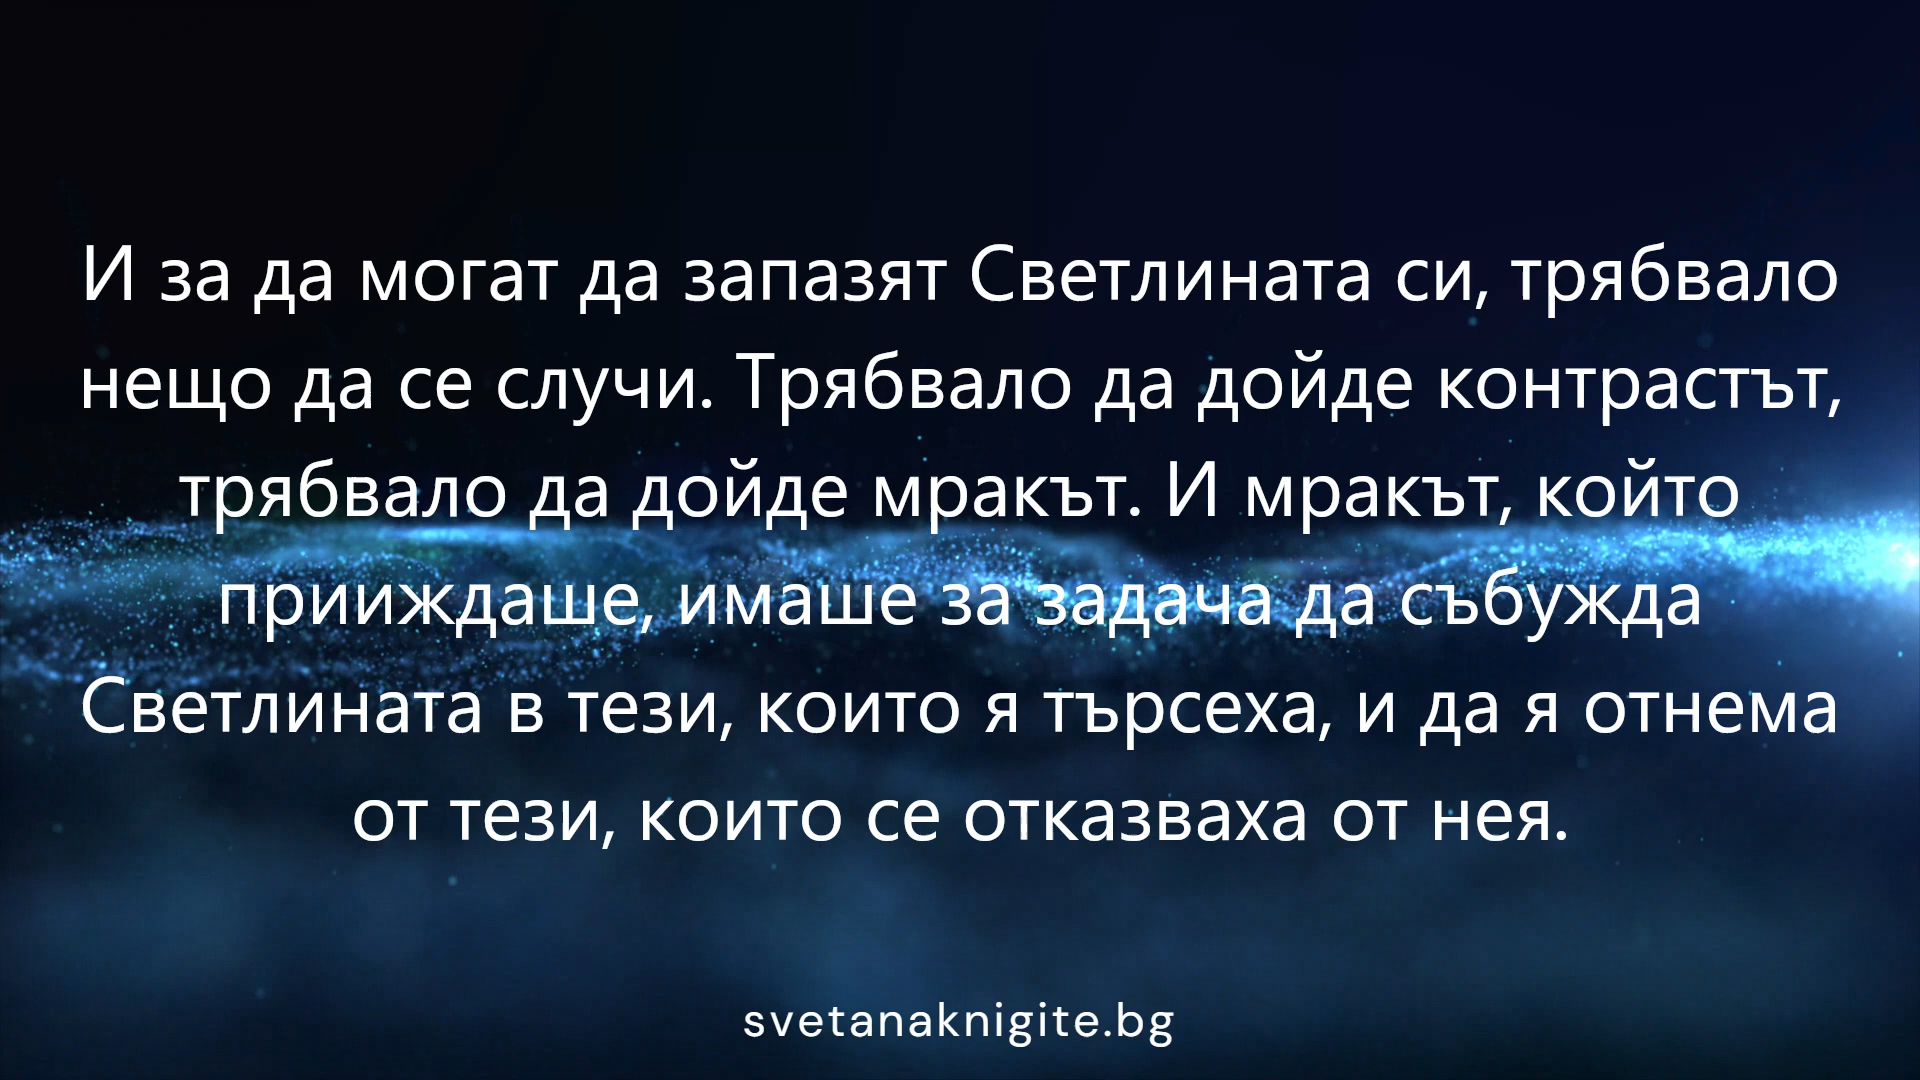 И за да могат да запазят Светлината си, трябвало
нещо да се случи. Трябвало да дойде контрастът,
трябвало да дойде мракът. И мракът, който
прииждаше, имаше за задача да събужда
Светлината в тези, които я търсеха, и да я отнема
от тези, които се отказваха от нея.
svetanaknigite.bg